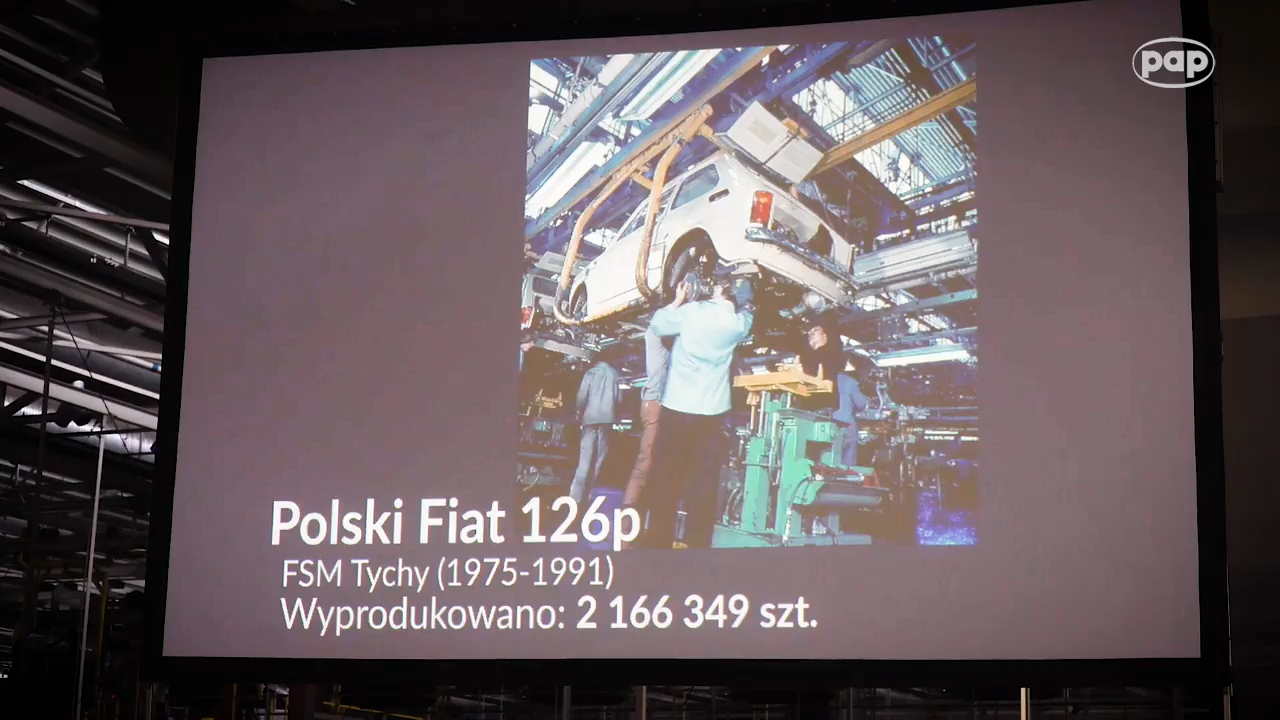 pap
Polski Fiat 126p
FSM Tychy (1975-1991)
Wyprodukowano: 2 166 349 szt.